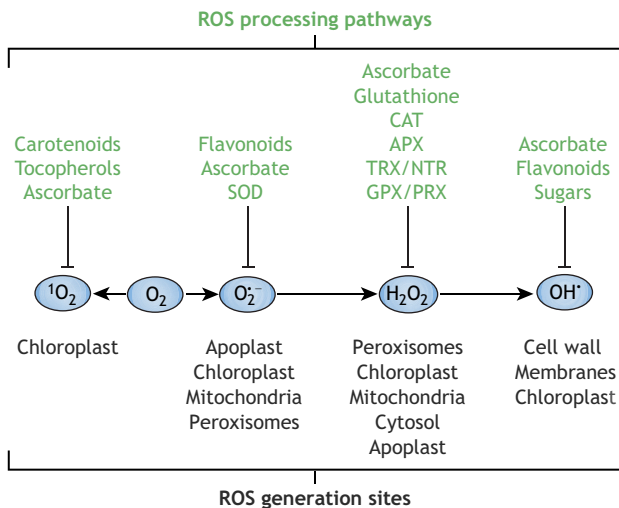 ROS processing pathways
Carotenoids
Tocopherols
Ascorbate
Flavonoids
Ascorbate
SOD
Ascorbate
Glutathione
CAT
APX
TRX/NTR
GPX/PRX
Ascorbate
Flavonoids
Sugars
¹O₂
O₂
O₂•−
H₂O₂
OH•
Chloroplast
Apoplast
Chloroplast
Mitochondria
Peroxisomes
Peroxisomes
Chloroplast
Mitochondria
Cytosol
Apoplast
Cell wall
Membranes
Chloroplast
ROS generation sites